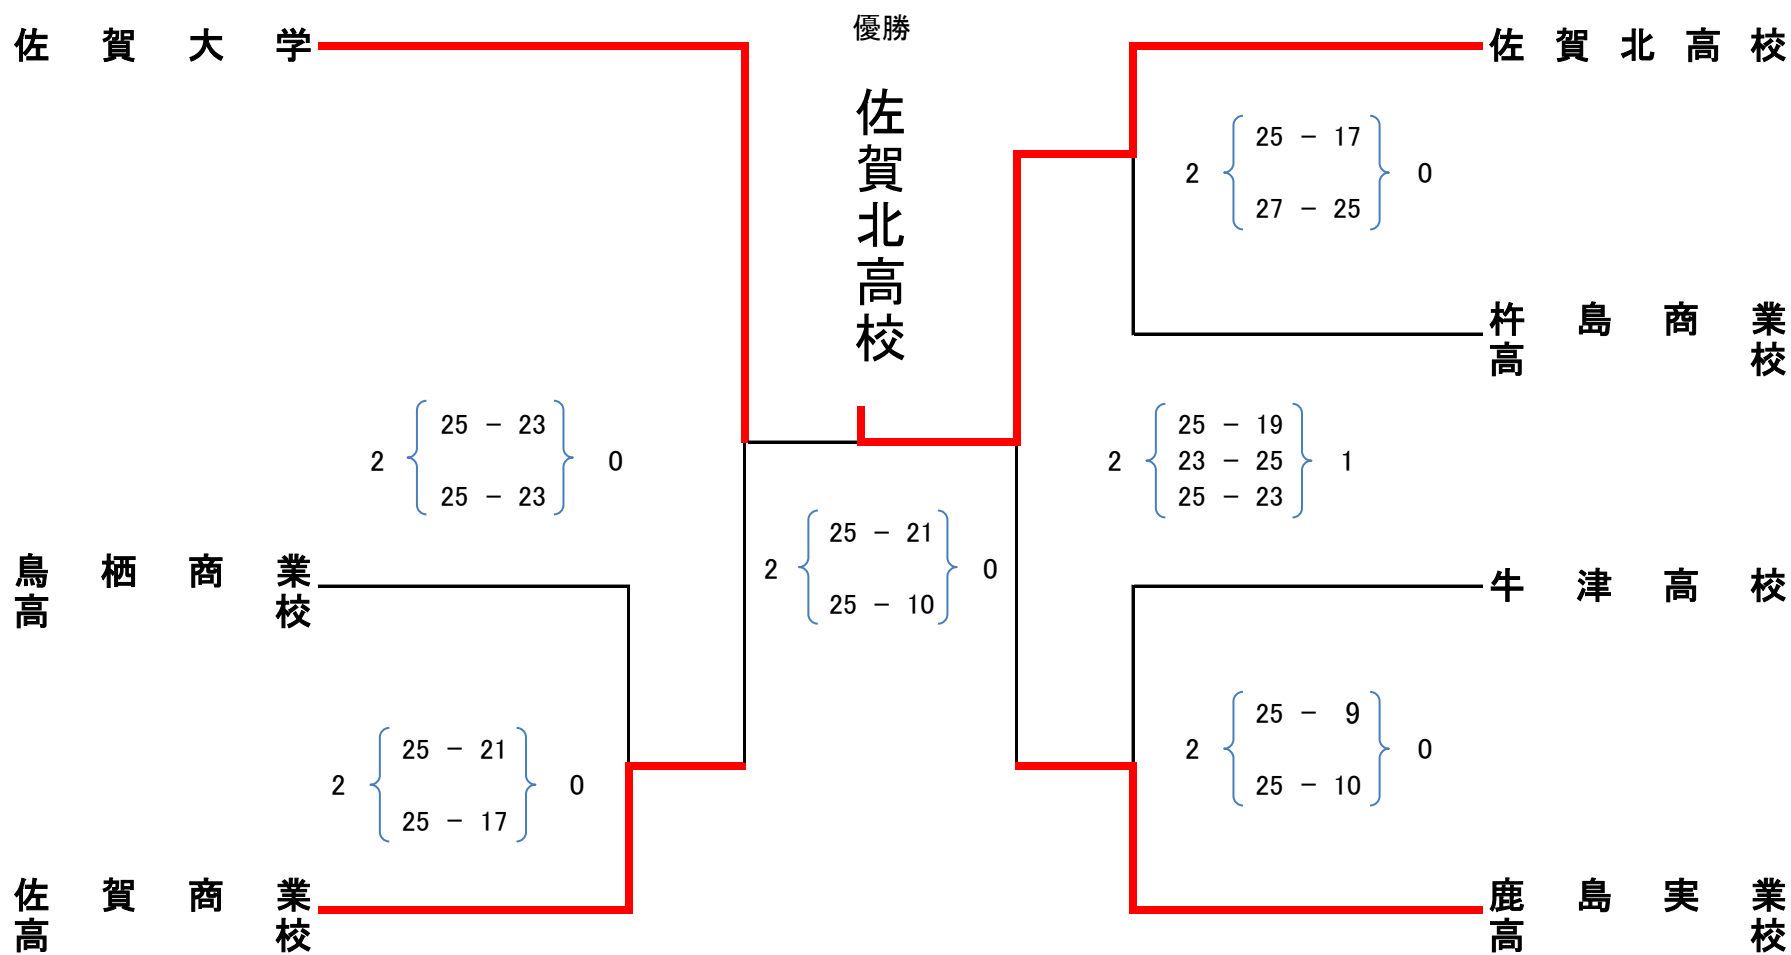 優勝
佐賀北高校
佐賀大学
2 25 － 23 0
25 － 23
鳥栖商業
高校
2 25 － 21 0
25 － 17
佐賀商業
高校
2 25 － 21 0
25 － 10
佐賀北高校
2 25 － 17 0
27 － 25
杵島商業
高校
25 － 19
2 23 － 25 1
25 － 23
牛津高校
2 25 － 9 0
25 － 10
鹿島実業
高校